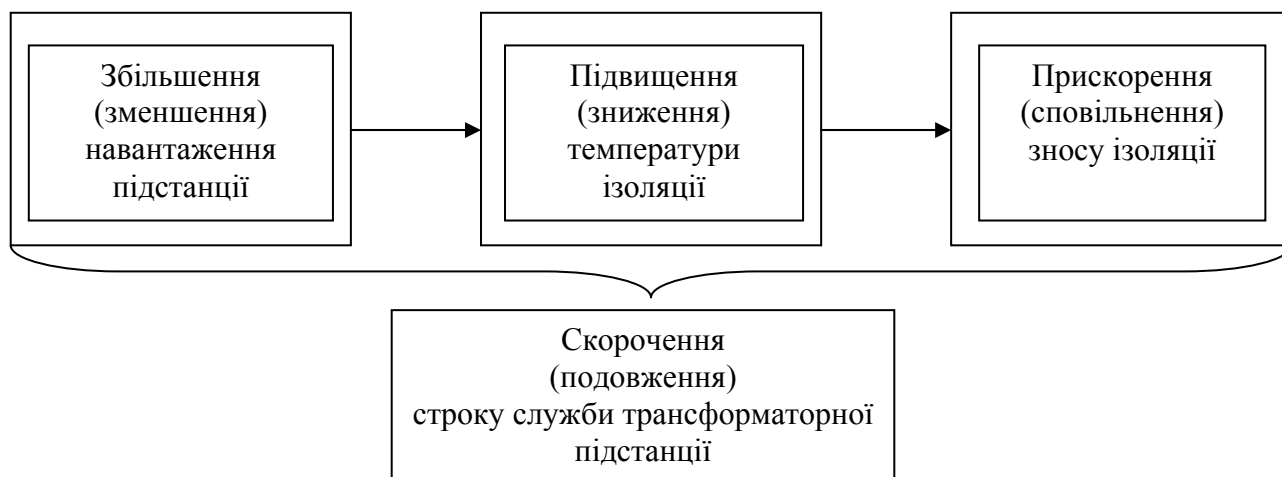 Збільшення
(зменшення)
навантаження
підстанції
Підвищення
(зниження)
температури
ізоляції
Прискорення
(сповільнення)
зносу ізоляції
Скорочення
(подовження)
строку служби трансформаторної
підстанції